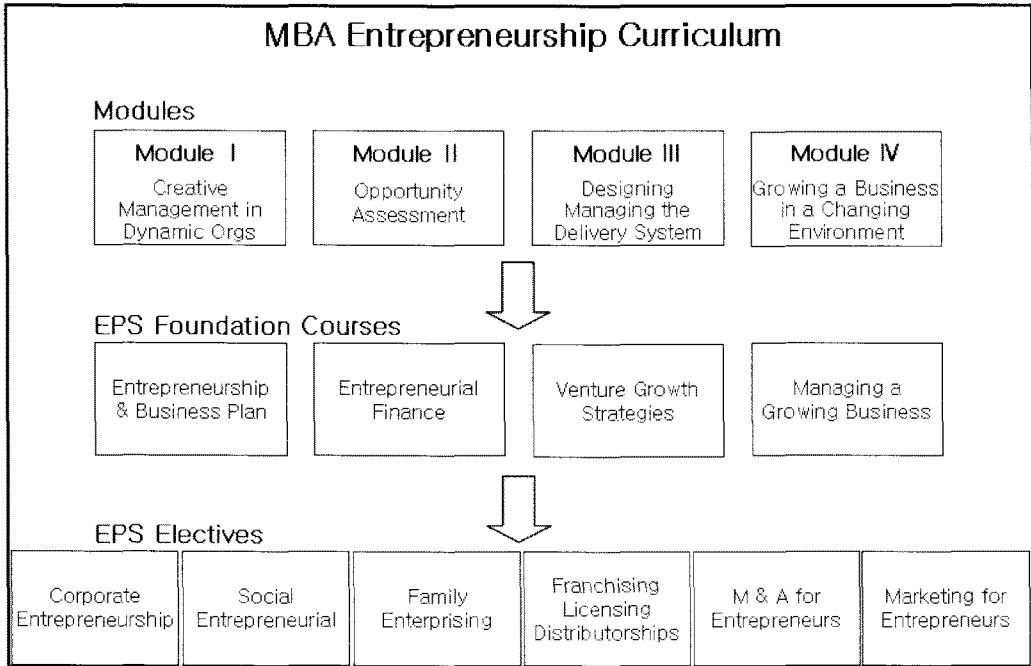 MBA Entrepreneurship Curriculum
Modules
Module I
Creative
Management in
Dynamic Orgs
Module II
Opportunity
Assessment
Module III
Designing
Managing the
Delivery System
Module IV
Growing a Business
in a Changing
Environment
EPS Foundation Courses
Entrepreneurship
& Business Plan
Entrepreneurial
Finance
Venture Growth
Strategies
Managing a
Growing Business
EPS Electives
Corporate
Entrepreneurship
Social
Entrepreneurial
Family
Enterprising
Franchising
Licensing
Distributorships
M & A for
Entrepreneurs
Marketing for
Entrepreneurs